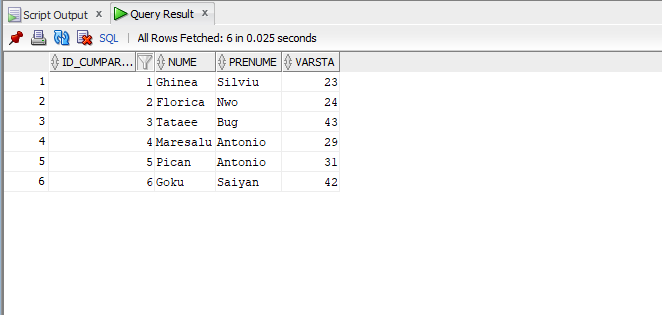 Script Output x Query Result x
SQL | All Rows Fetched: 6 in 0.025 seconds
ID_CUMPAR... NUME PRENUME VARSTA
1 1 Ghinea Silviu 23
2 2 Florica Nwo 24
3 3 Tataee Bug 43
4 4 Maresalu Antonio 29
5 5 Pican Antonio 31
6 6 Goku Saiyan 42